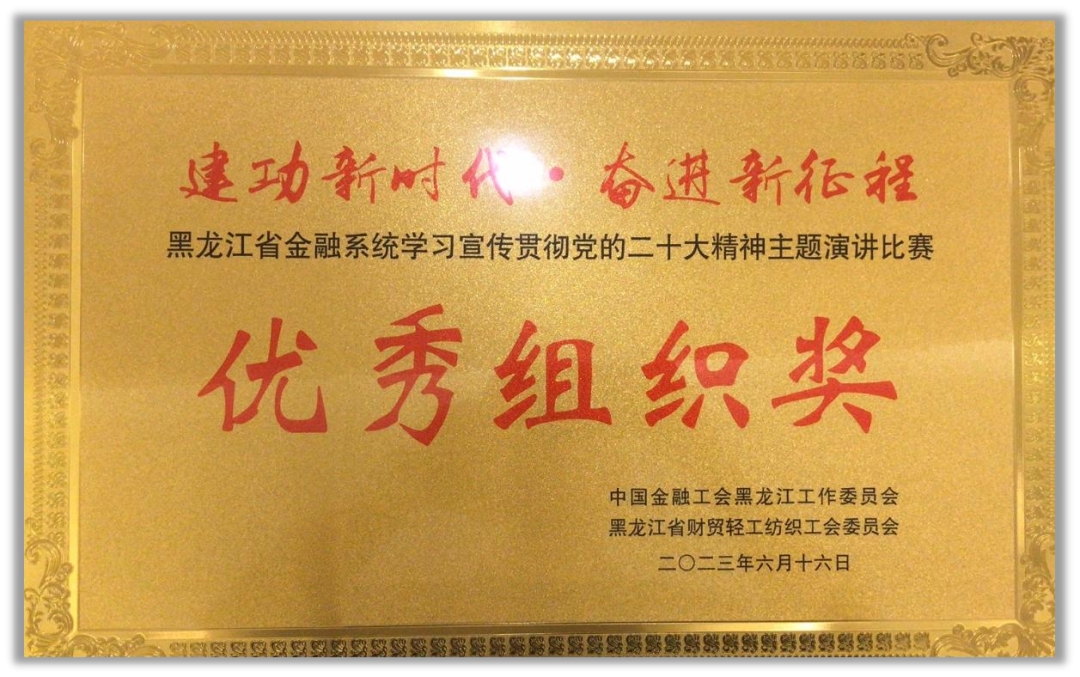 建功新时代·奋进新征程
黑龙江省金融系统学习宣传贯彻党的二十大精神主题演讲比赛
优秀组织奖
中国金融工会黑龙江工作委员会
黑龙江省财贸轻工纺织工会委员会
二〇二三年六月十六日